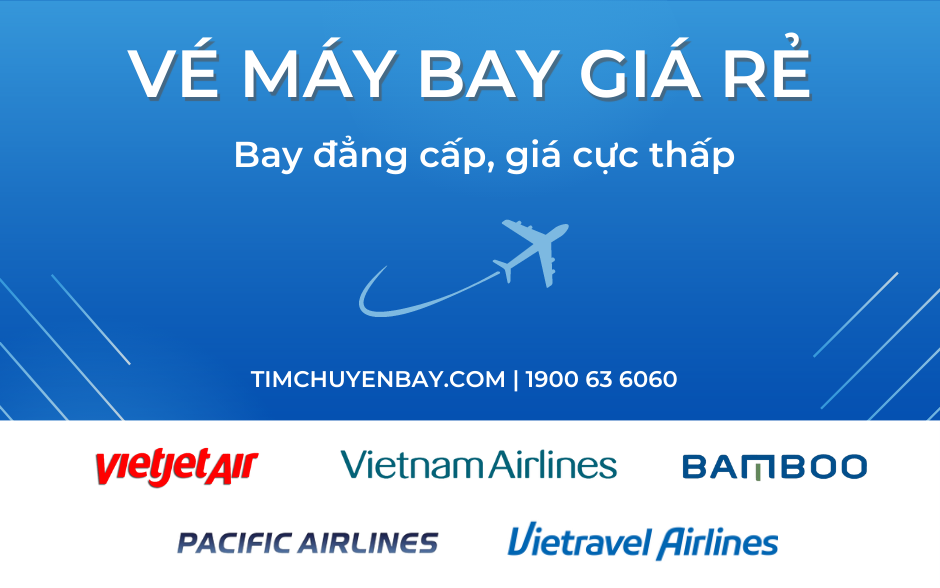 VÉ MÁY BAY GIÁ RẺ
Bay đẳng cấp, giá cực thấp
TIMCHUYENBAY.COM | 1900 63 6060
vietjetAir Vietnam Airlines BAMBOO
PACIFIC AIRLINES Vietravel Airlines